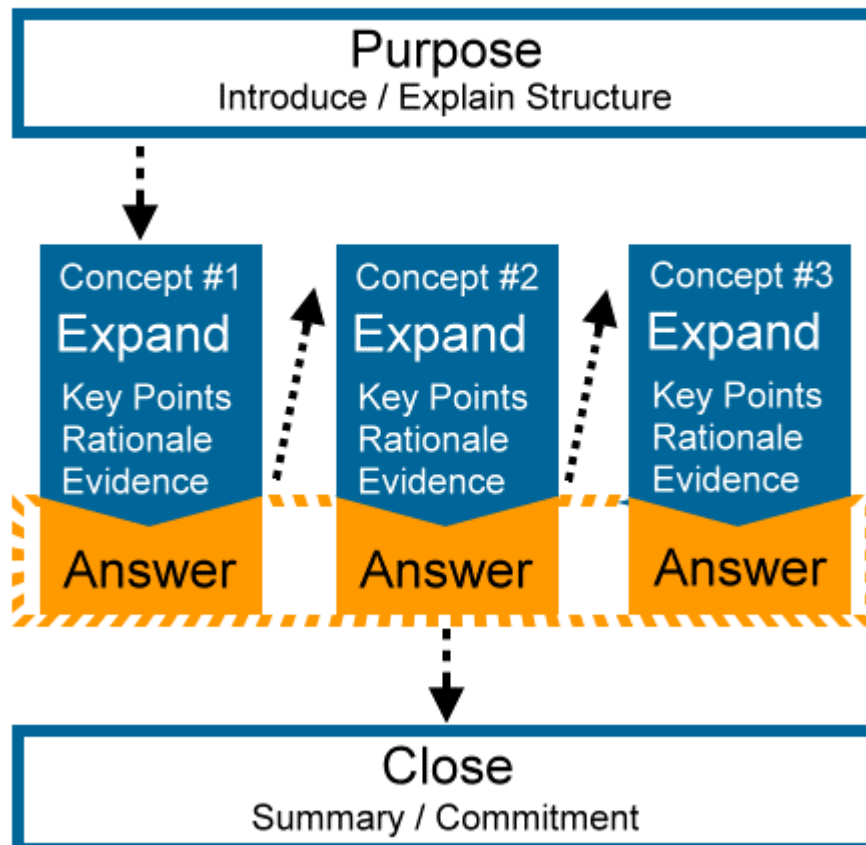 Purpose
Introduce / Explain Structure
Concept #1
Expand
Key Points
Rationale
Evidence
Answer
Concept #2
Expand
Key Points
Rationale
Evidence
Answer
Concept #3
Expand
Key Points
Rationale
Evidence
Answer
Close
Summary / Commitment